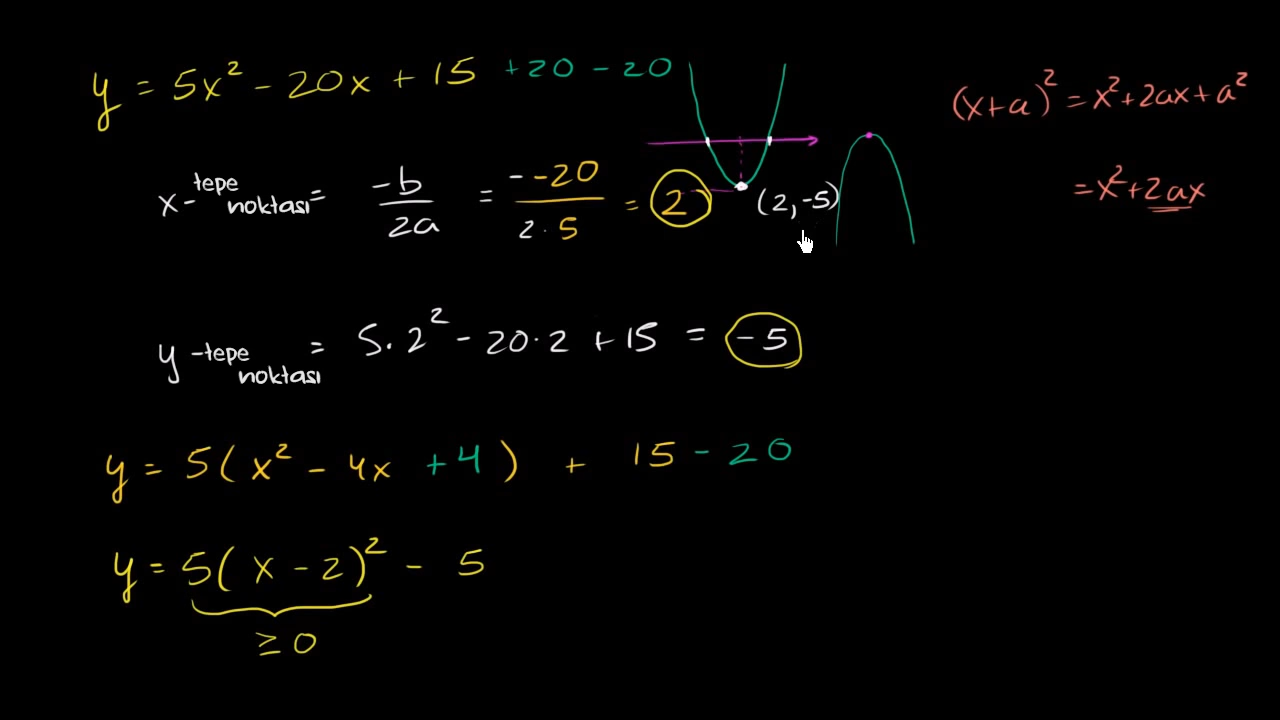 y = 5x² - 20x + 15 +20 - 20
(x+a)² = x²+2ax+a²
= x²+2ax
x- tepe noktası = -b/2a = - -20/2·5 = 2
(2,-5)
y -tepe noktası = 5·2² - 20·2 +15 = -5
y = 5(x² - 4x +4) + 15 - 20
y = 5(x - 2)² - 5
≥ 0